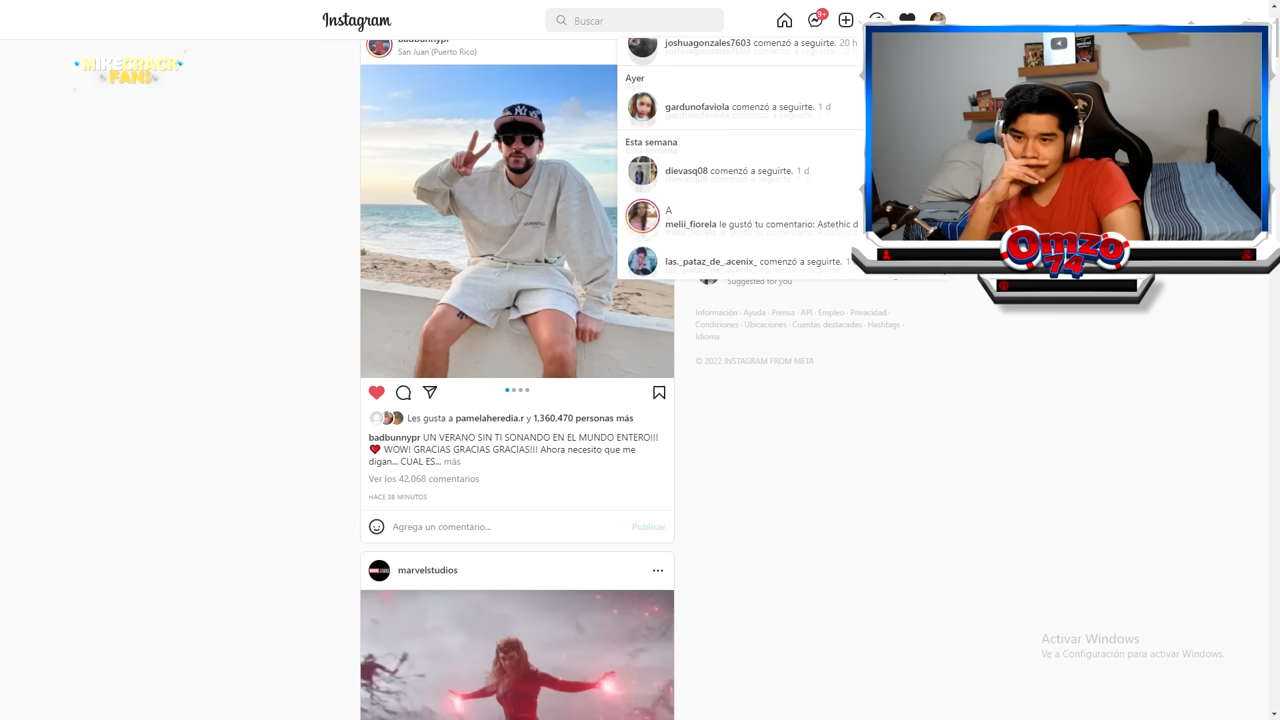 Instagram
Buscar
9+
MIKECRACK
FANS
badbunnypr
San Juan (Puerto Rico)
joshuagonzales7603 comenzó a seguirte. 20 h
Ayer
gardunofaviola comenzó a seguirte. 1 d
Esta semana
dievasq08 comenzó a seguirte. 1 d
A
melii_fiorela le gustó tu comentario: Astethic d
las._pataz_de_.acenix_ comenzó a seguirte. 1
Suggested for you
Información · Ayuda · Prensa · API · Empleo · Privacidad ·
Condiciones · Ubicaciones · Cuentas destacadas · Hashtags ·
Idioma
© 2022 INSTAGRAM FROM META
Omzo
74
Les gusta a pamelaheredia.r y 1,360,470 personas más
badbunnypr UN VERANO SIN TI SONANDO EN EL MUNDO ENTERO!!!
❤️ WOW! GRACIAS GRACIAS GRACIAS!!! Ahora necesito que me
digan... CUAL ES... más
Ver los 42,068 comentarios
HACE 38 MINUTOS
Agrega un comentario...
Publicar
marvelstudios
Activar Windows
Ve a Configuración para activar Windows.